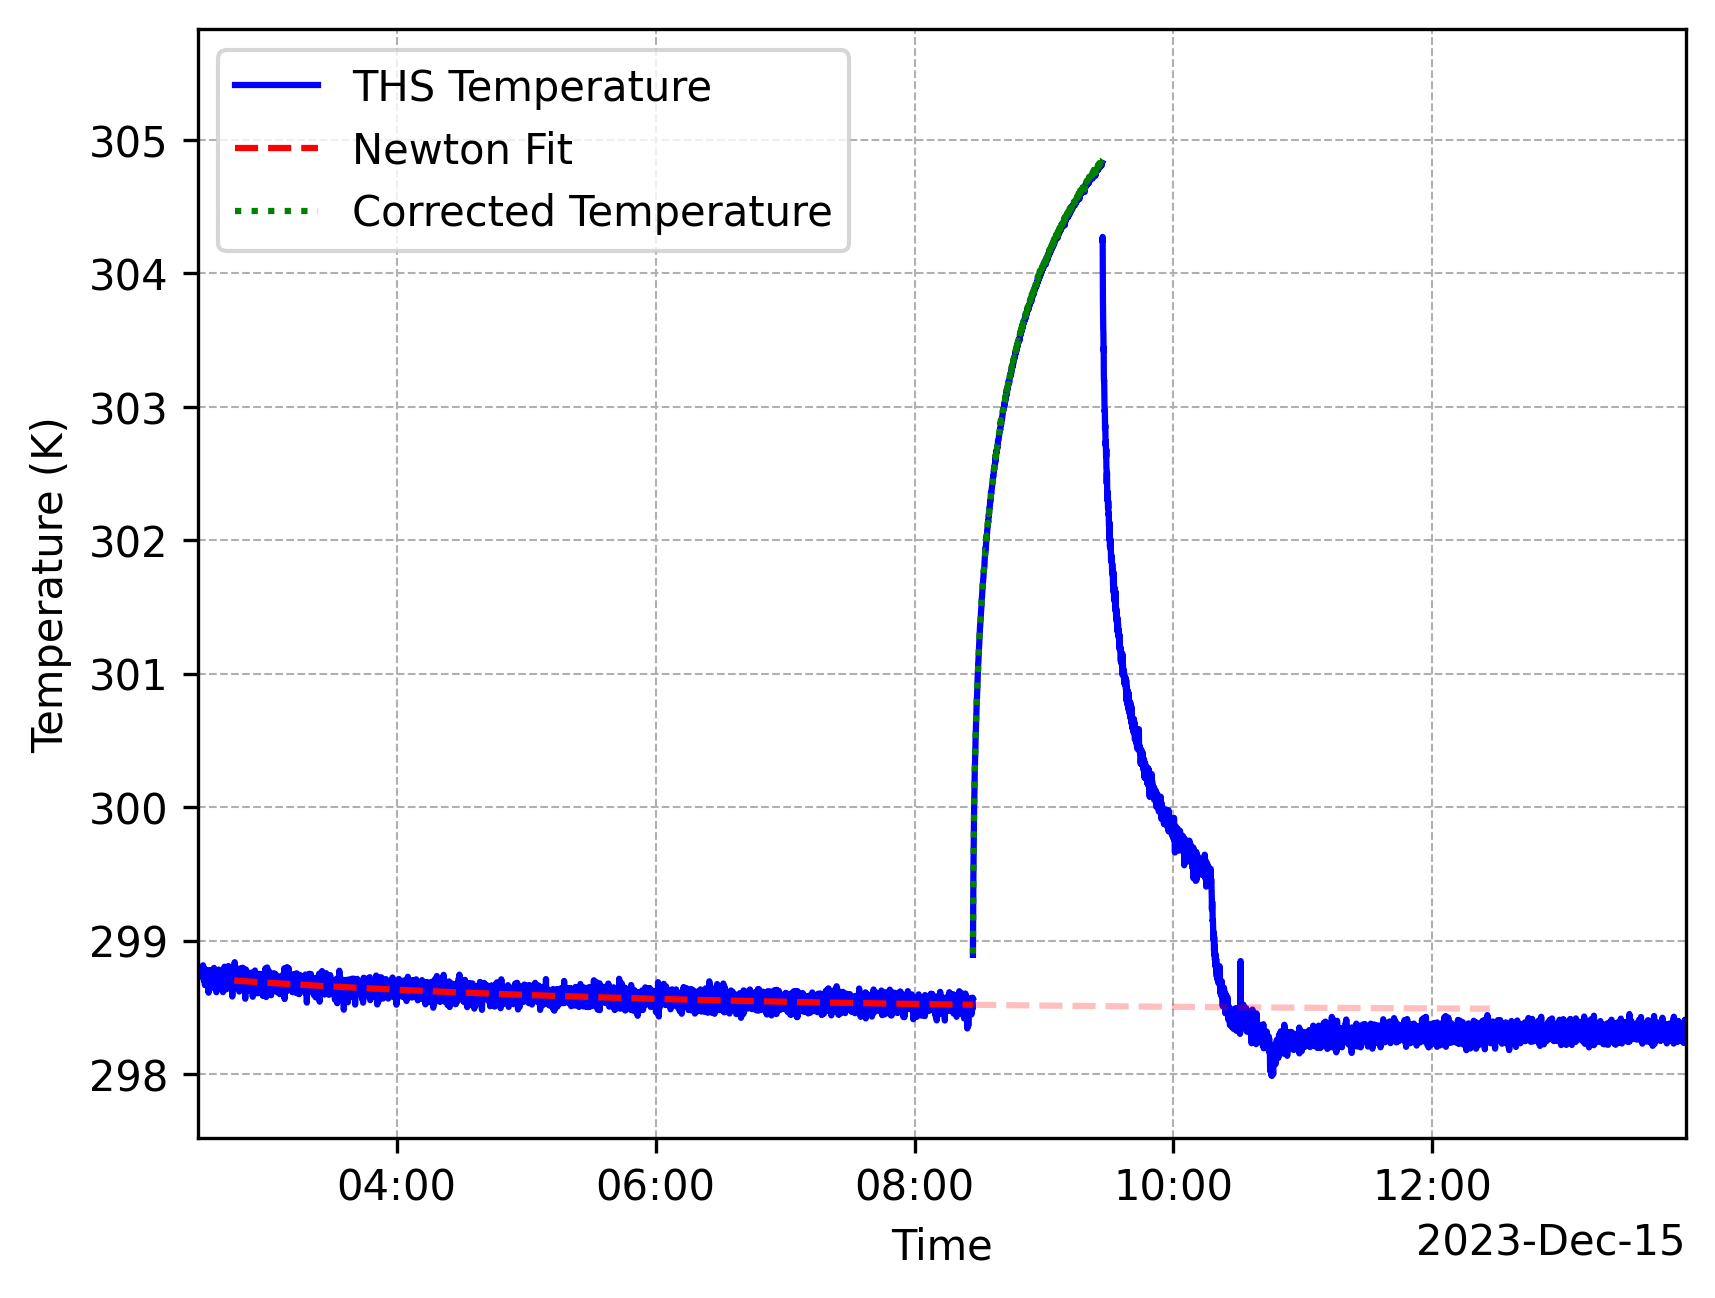 THS Temperature
Newton Fit
Corrected Temperature
305
304
303
302
301
300
299
298
Temperature (K)
04:00
06:00
08:00
10:00
12:00
Time
2023-Dec-15